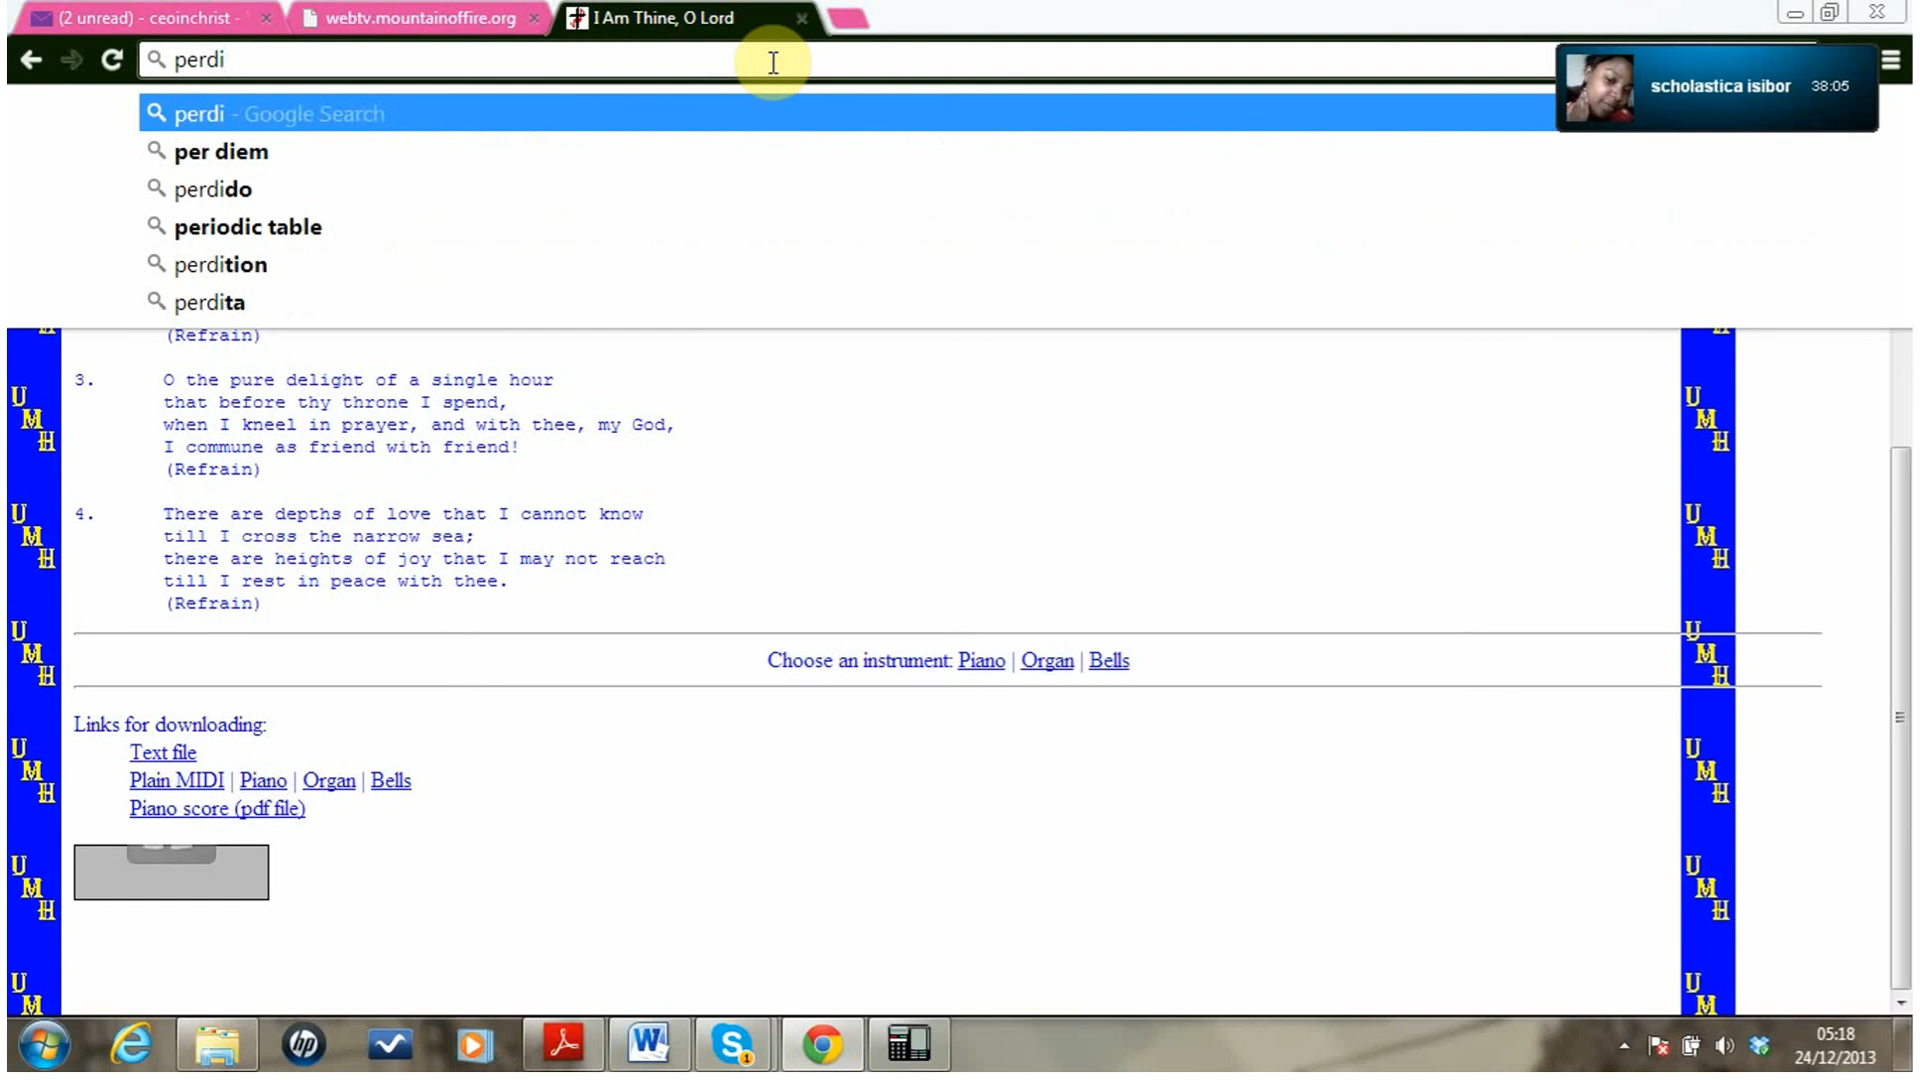 (2 unread) - ceoinchrist -
webtv.mountainoffire.org
I Am Thine, O Lord
perdi
scholastica isibor 38:05
perdi - Google Search
per diem
perdido
periodic table
perdition
perdita
(Refrain)
3. O the pure delight of a single hour
that before thy throne I spend,
when I kneel in prayer, and with thee, my God,
I commune as friend with friend!
(Refrain)
4. There are depths of love that I cannot know
till I cross the narrow sea;
there are heights of joy that I may not reach
till I rest in peace with thee.
(Refrain)
Choose an instrument: Piano | Organ | Bells
Links for downloading:
Text file
Plain MIDI | Piano | Organ | Bells
Piano score (pdf file)
U M H U M H
U M H U M H
U M H U M H
U M H U M H
U M H U M H
U M U M
hp
W
S 1
05:18
24/12/2013